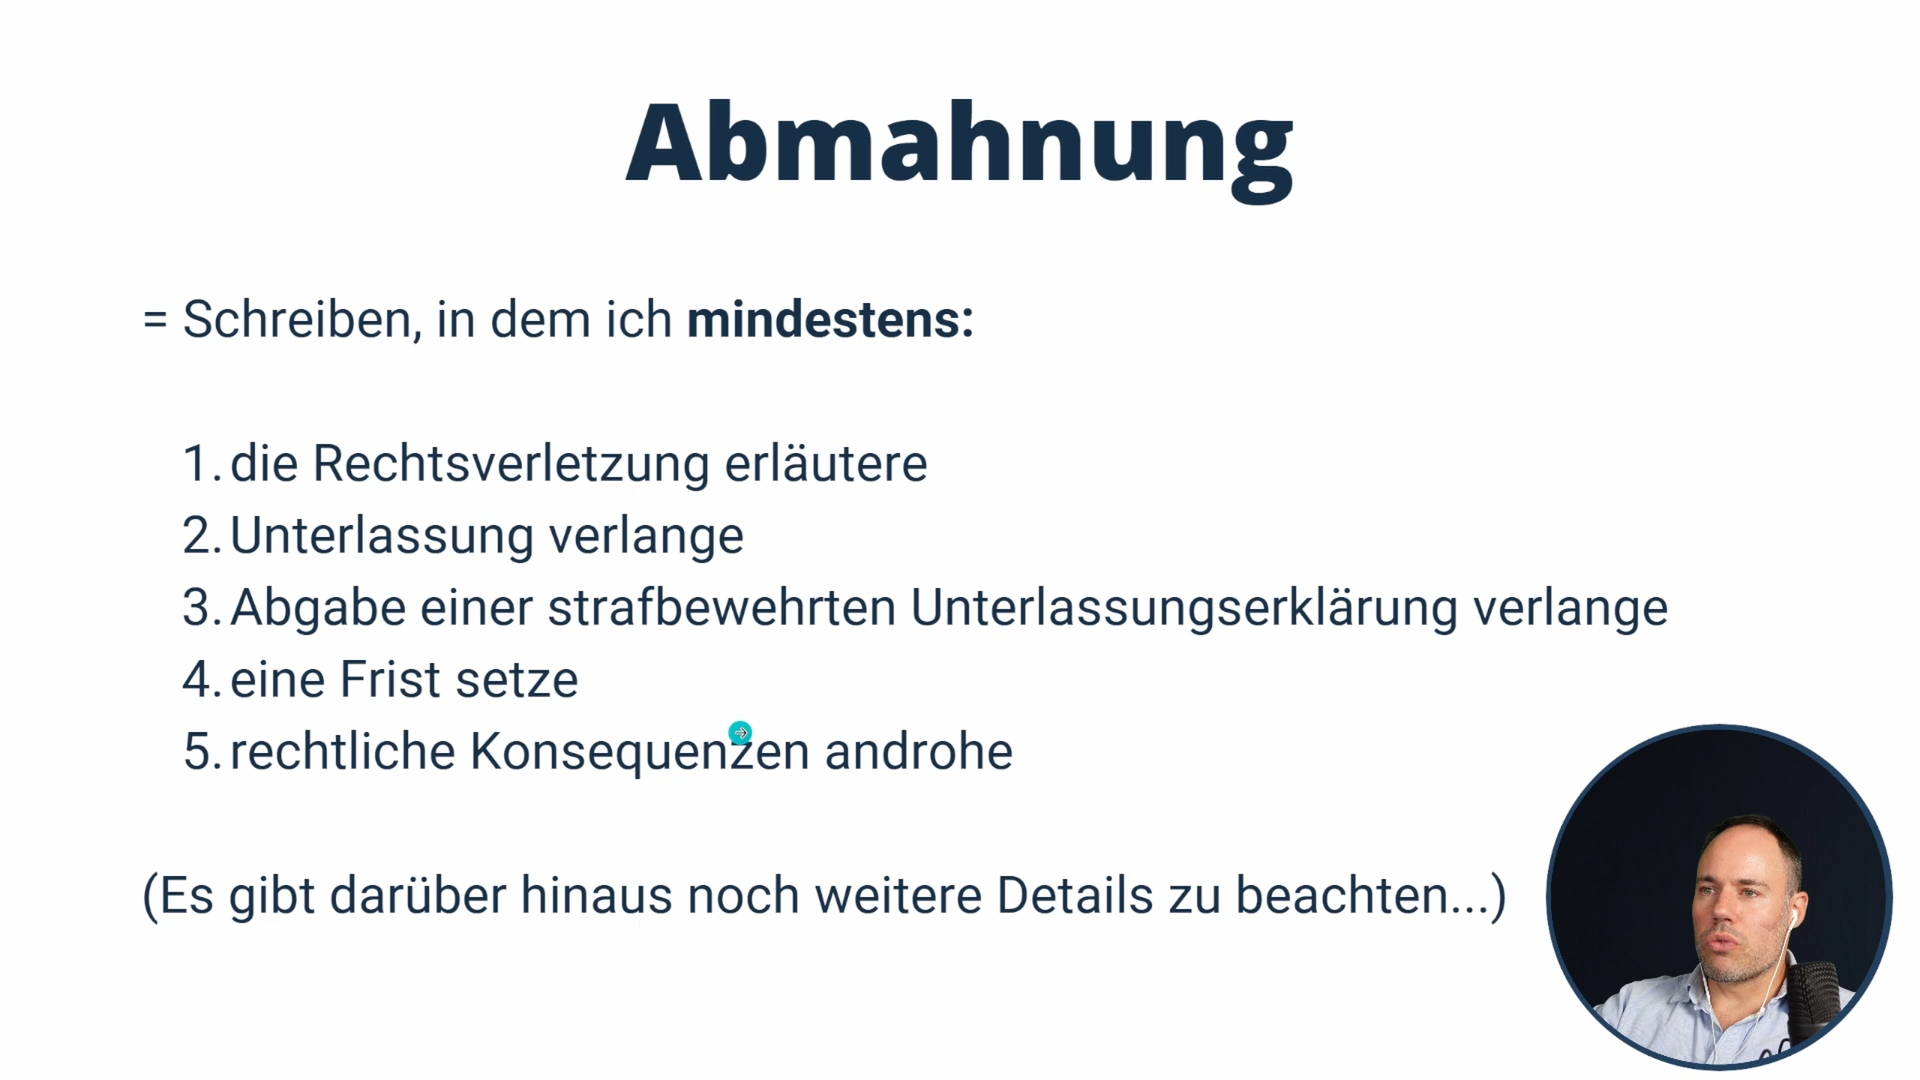 Abmahnung
= Schreiben, in dem ich mindestens:
1. die Rechtsverletzung erläutere
2. Unterlassung verlange
3. Abgabe einer strafbewehrten Unterlassungserklärung verlange
4. eine Frist setze
5. rechtliche Konsequenzen androhe
(Es gibt darüber hinaus noch weitere Details zu beachten...)